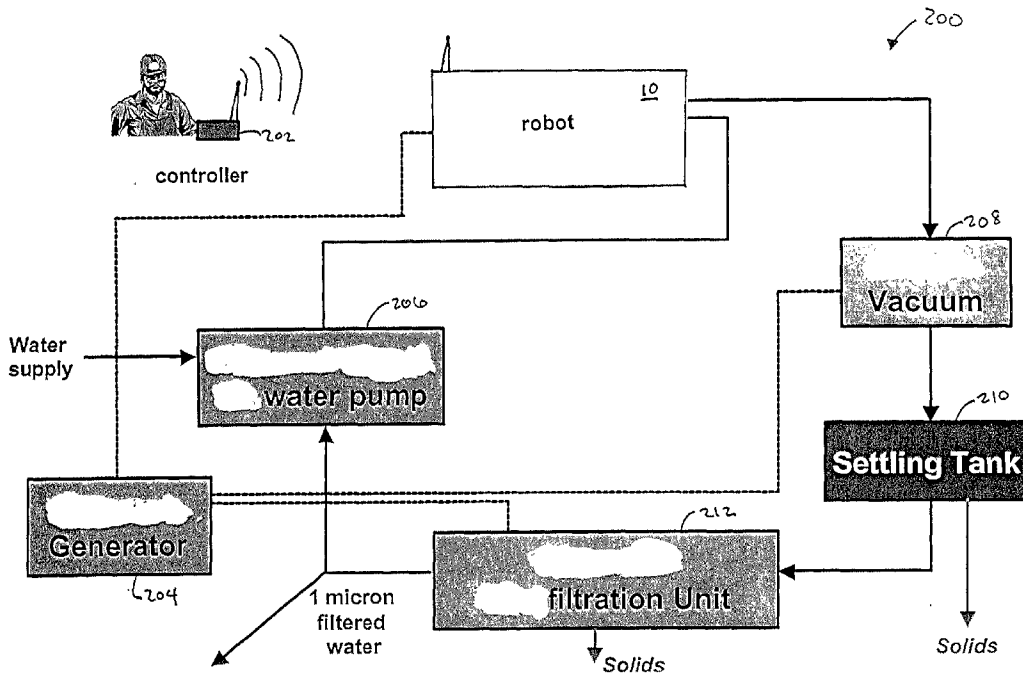 200
10
robot
202
controller
208
Vacuum
206
Water
supply
water pump
210
Settling Tank
212
Generator
204
1 micron
filtered
water
filtration Unit
Solids
Solids